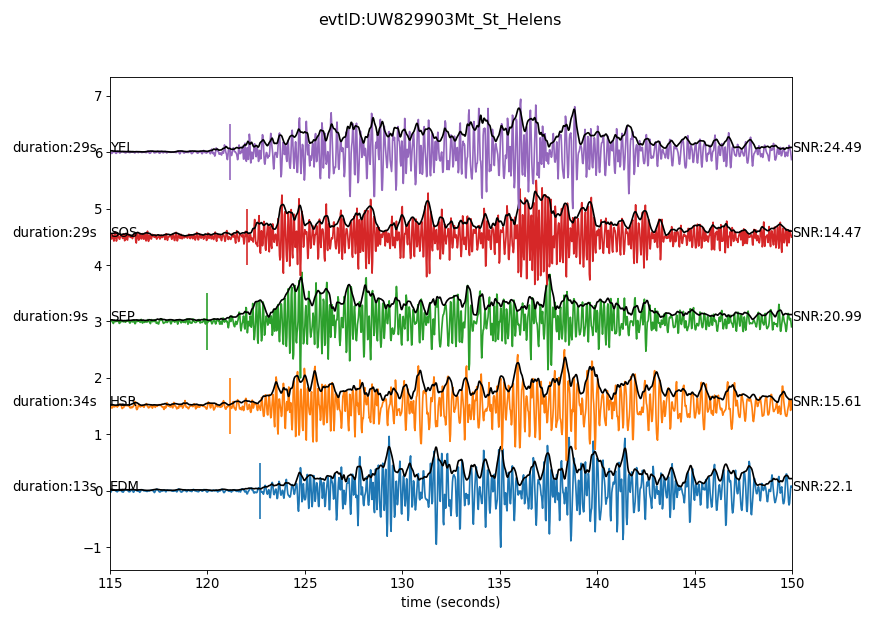 evtID:UW829903Mt_St_Helens
7
duration:29s YEL 6 SNR:24.49
5
duration:29s SOS SNR:14.47
4
duration:9s SEP 3 SNR:20.99
2
duration:34s HSR SNR:15.61
1
duration:13s EDM 0 SNR:22.1
−1
115 120 125 130 135 140 145 150
time (seconds)